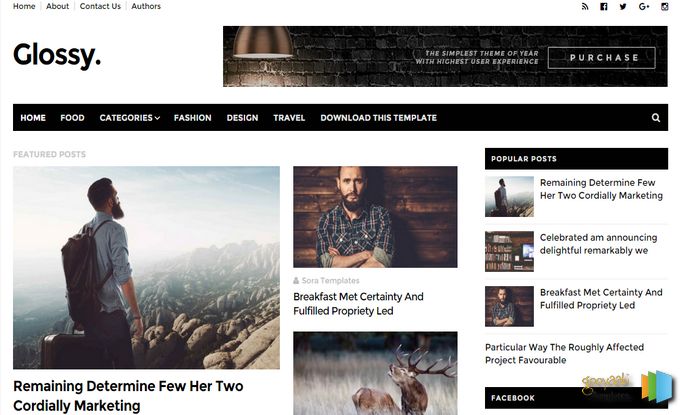 Home About Contact Us Authors
Glossy.
THE SIMPLEST THEME OF YEAR
WITH HIGHEST USER EXPERIENCE
PURCHASE
HOME FOOD CATEGORIES FASHION DESIGN TRAVEL DOWNLOAD THIS TEMPLATE
FEATURED POSTS
Remaining Determine Few Her Two
Cordially Marketing
Sora Templates
Breakfast Met Certainty And
Fulfilled Propriety Led
POPULAR POSTS
Remaining Determine Few
Her Two Cordially Marketing
Celebrated am announcing
delightful remarkably we
Breakfast Met Certainty And
Fulfilled Propriety Led
Particular Way The Roughly Affected
Project Favourable
FACEBOOK